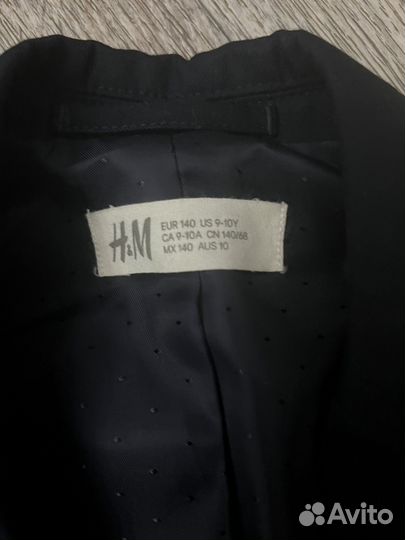 H&M
EUR 140 US 9-10Y
CA 9-10A CN 140/68
MX 140 AUS 10
Avito